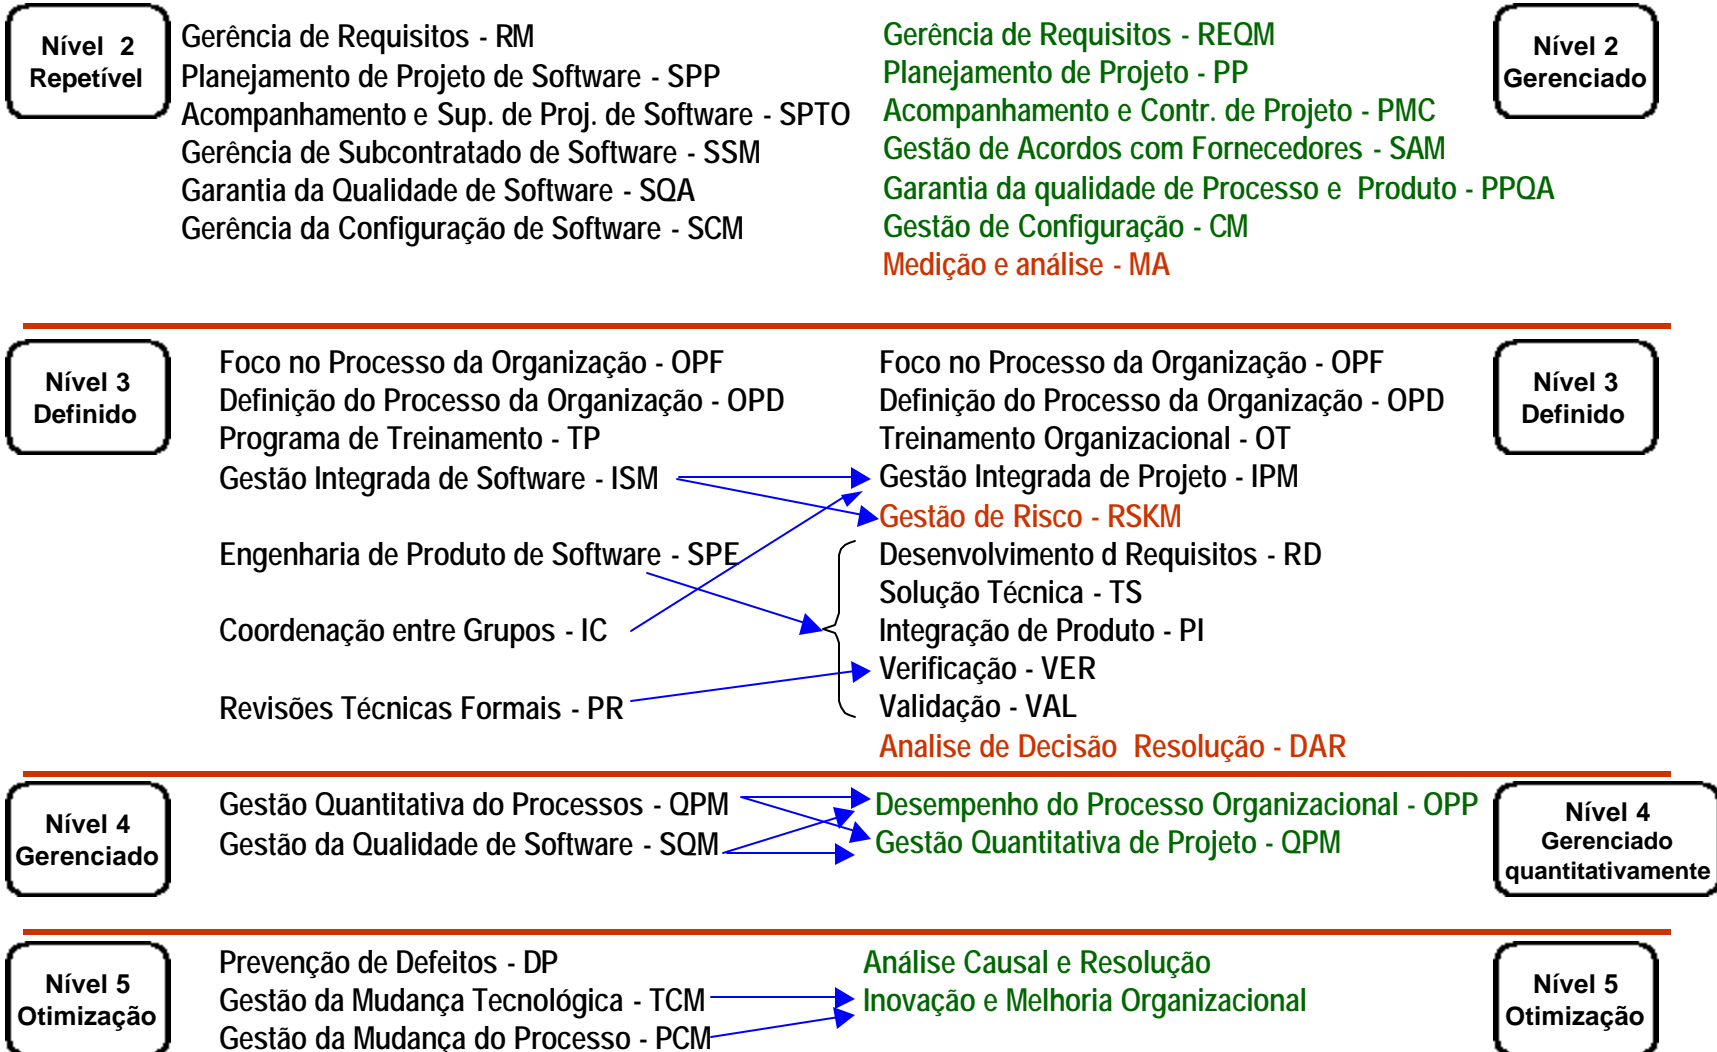 Nível 2
Repetível
Gerência de Requisitos - RM
Planejamento de Projeto de Software - SPP
Acompanhamento e Sup. de Proj. de Software - SPTO
Gerência de Subcontratado de Software - SSM
Garantia da Qualidade de Software - SQA
Gerência da Configuração de Software - SCM
Gerência de Requisitos - REQM
Planejamento de Projeto - PP
Acompanhamento e Contr. de Projeto - PMC
Gestão de Acordos com Fornecedores - SAM
Garantia da qualidade de Processo e Produto - PPQA
Gestão de Configuração - CM
Medição e análise - MA
Nível 2
Gerenciado
Nível 3
Definido
Foco no Processo da Organização - OPF
Definição do Processo da Organização - OPD
Programa de Treinamento - TP
Gestão Integrada de Software - ISM
Engenharia de Produto de Software - SPE
Coordenação entre Grupos - IC
Revisões Técnicas Formais - PR
Foco no Processo da Organização - OPF
Definição do Processo da Organização - OPD
Treinamento Organizacional - OT
Gestão Integrada de Projeto - IPM
Gestão de Risco - RSKM
Desenvolvimento d Requisitos - RD
Solução Técnica - TS
Integração de Produto - PI
Verificação - VER
Validação - VAL
Analise de Decisão Resolução - DAR
Nível 3
Definido
Nível 4
Gerenciado
Gestão Quantitativa do Processos - QPM
Gestão da Qualidade de Software - SQM
Desempenho do Processo Organizacional - OPP
Gestão Quantitativa de Projeto - QPM
Nível 4
Gerenciado
quantitativamente
Nível 5
Otimização
Prevenção de Defeitos - DP
Gestão da Mudança Tecnológica - TCM
Gestão da Mudança do Processo - PCM
Análise Causal e Resolução
Inovação e Melhoria Organizacional
Nível 5
Otimização